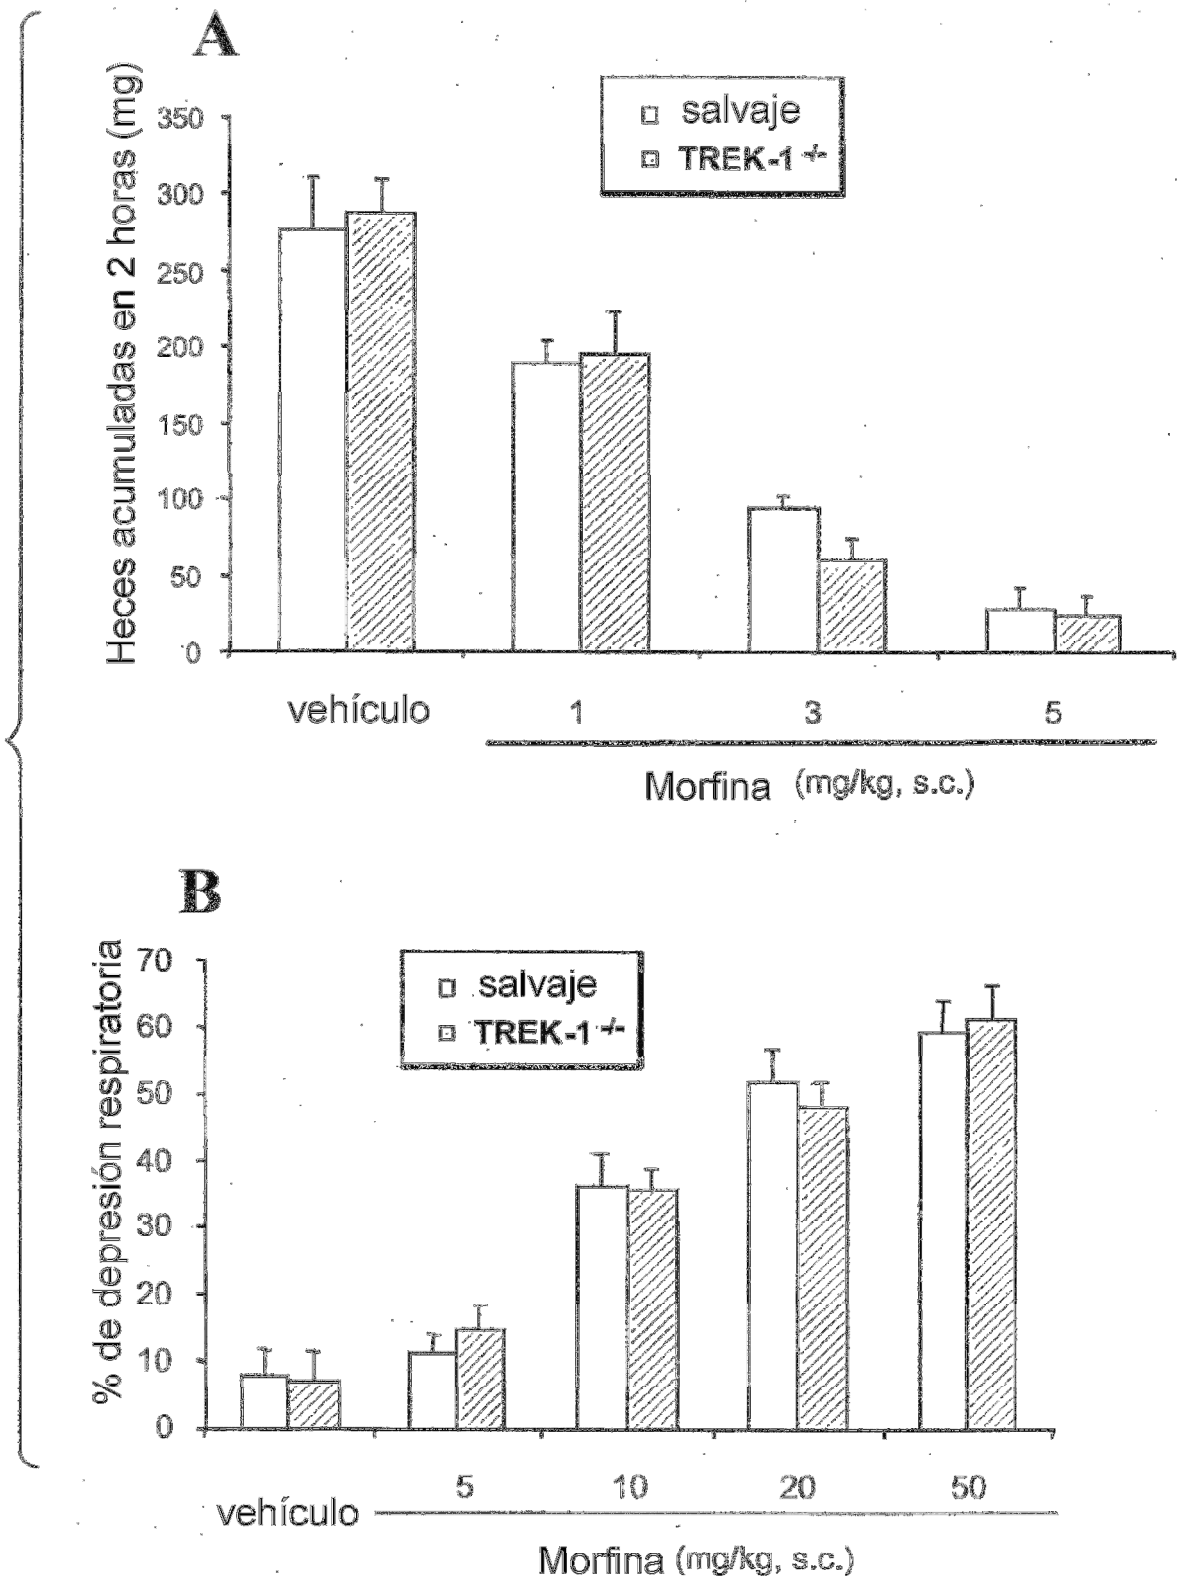 A
Heces acumuladas en 2 horas (mg)
350
300
250
200
150
100
50
0
salvaje
TREK-1 -/-
vehículo 1 3 5
Morfina (mg/kg, s.c.)
B
% de depresión respiratoria
70
60
50
40
30
20
10
0
salvaje
TREK-1 -/-
5 10 20 50
vehículo
Morfina (mg/kg, s.c.)